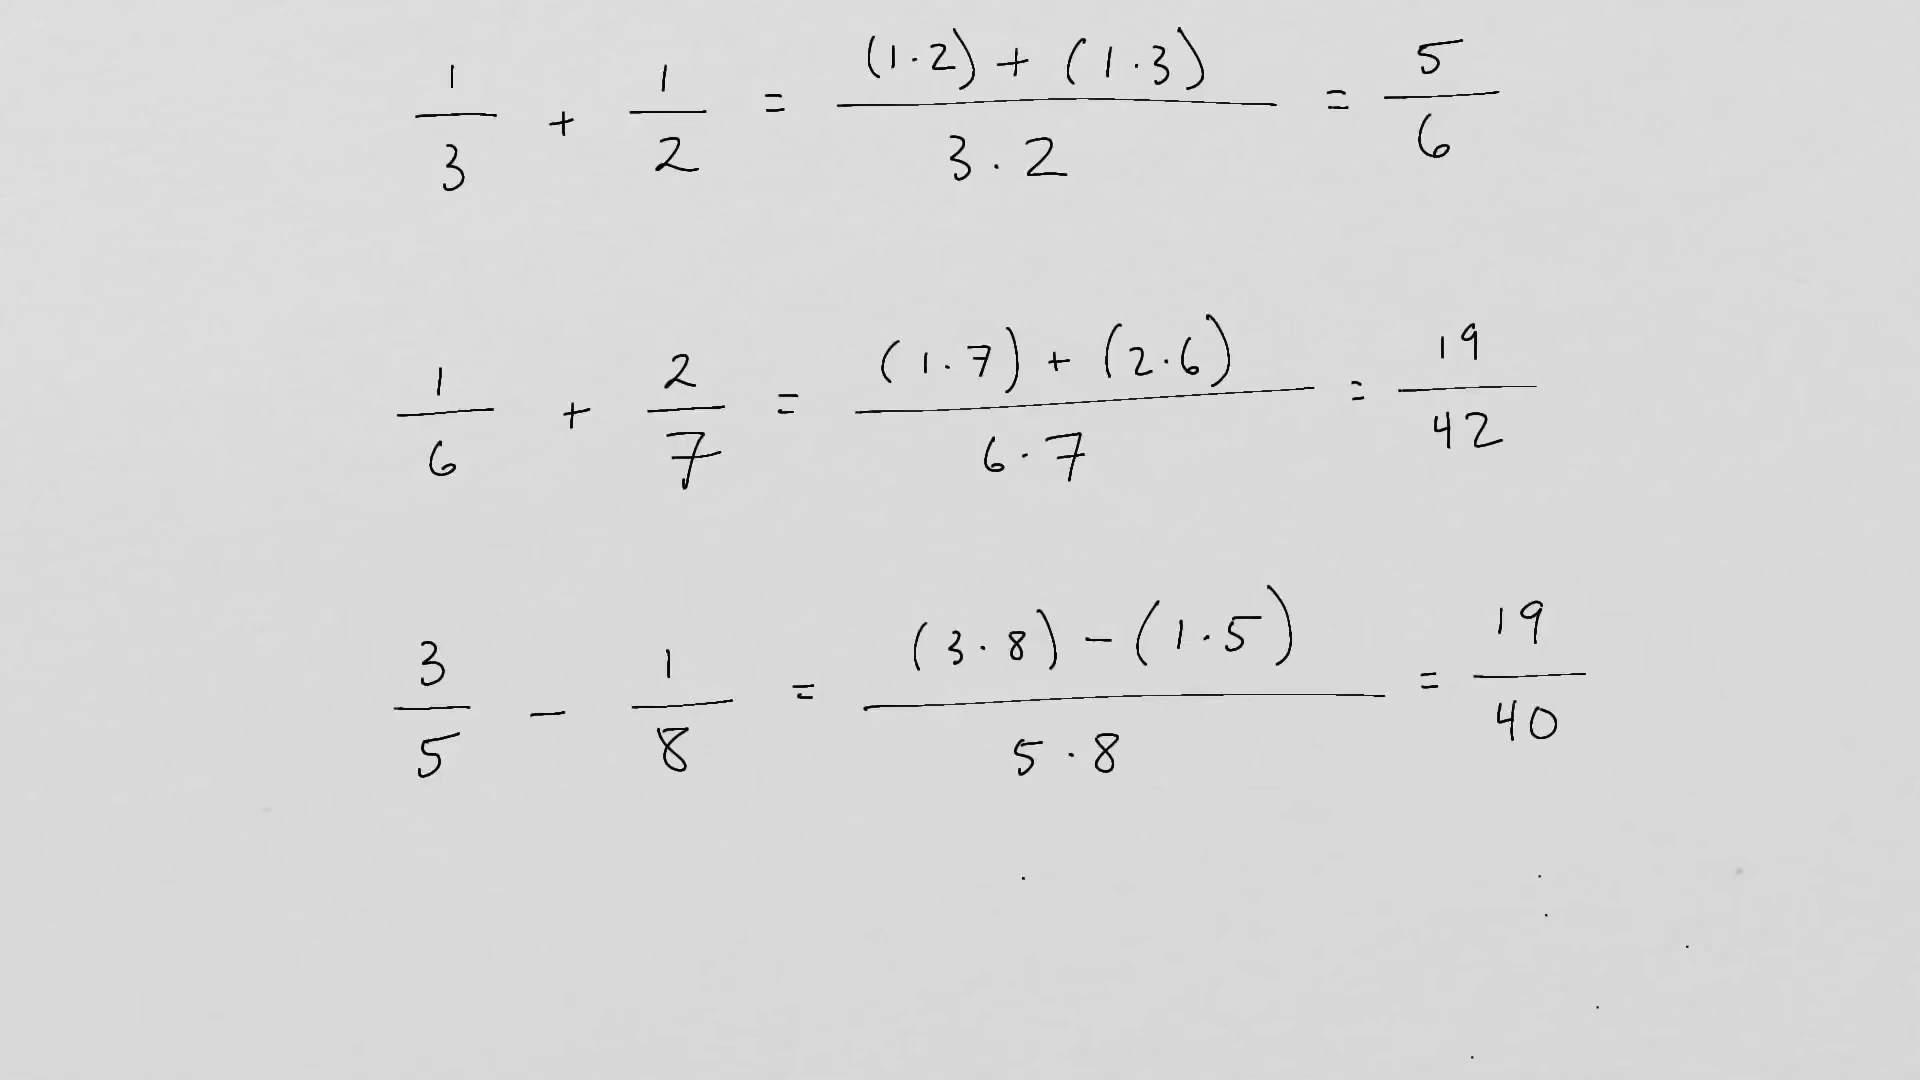 1/3 + 1/2 = ((1·2) + (1·3))/(3·2) = 5/6
1/6 + 2/7 = ((1·7) + (2·6))/(6·7) = 19/42
3/5 - 1/8 = ((3·8) - (1·5))/(5·8) = 19/40